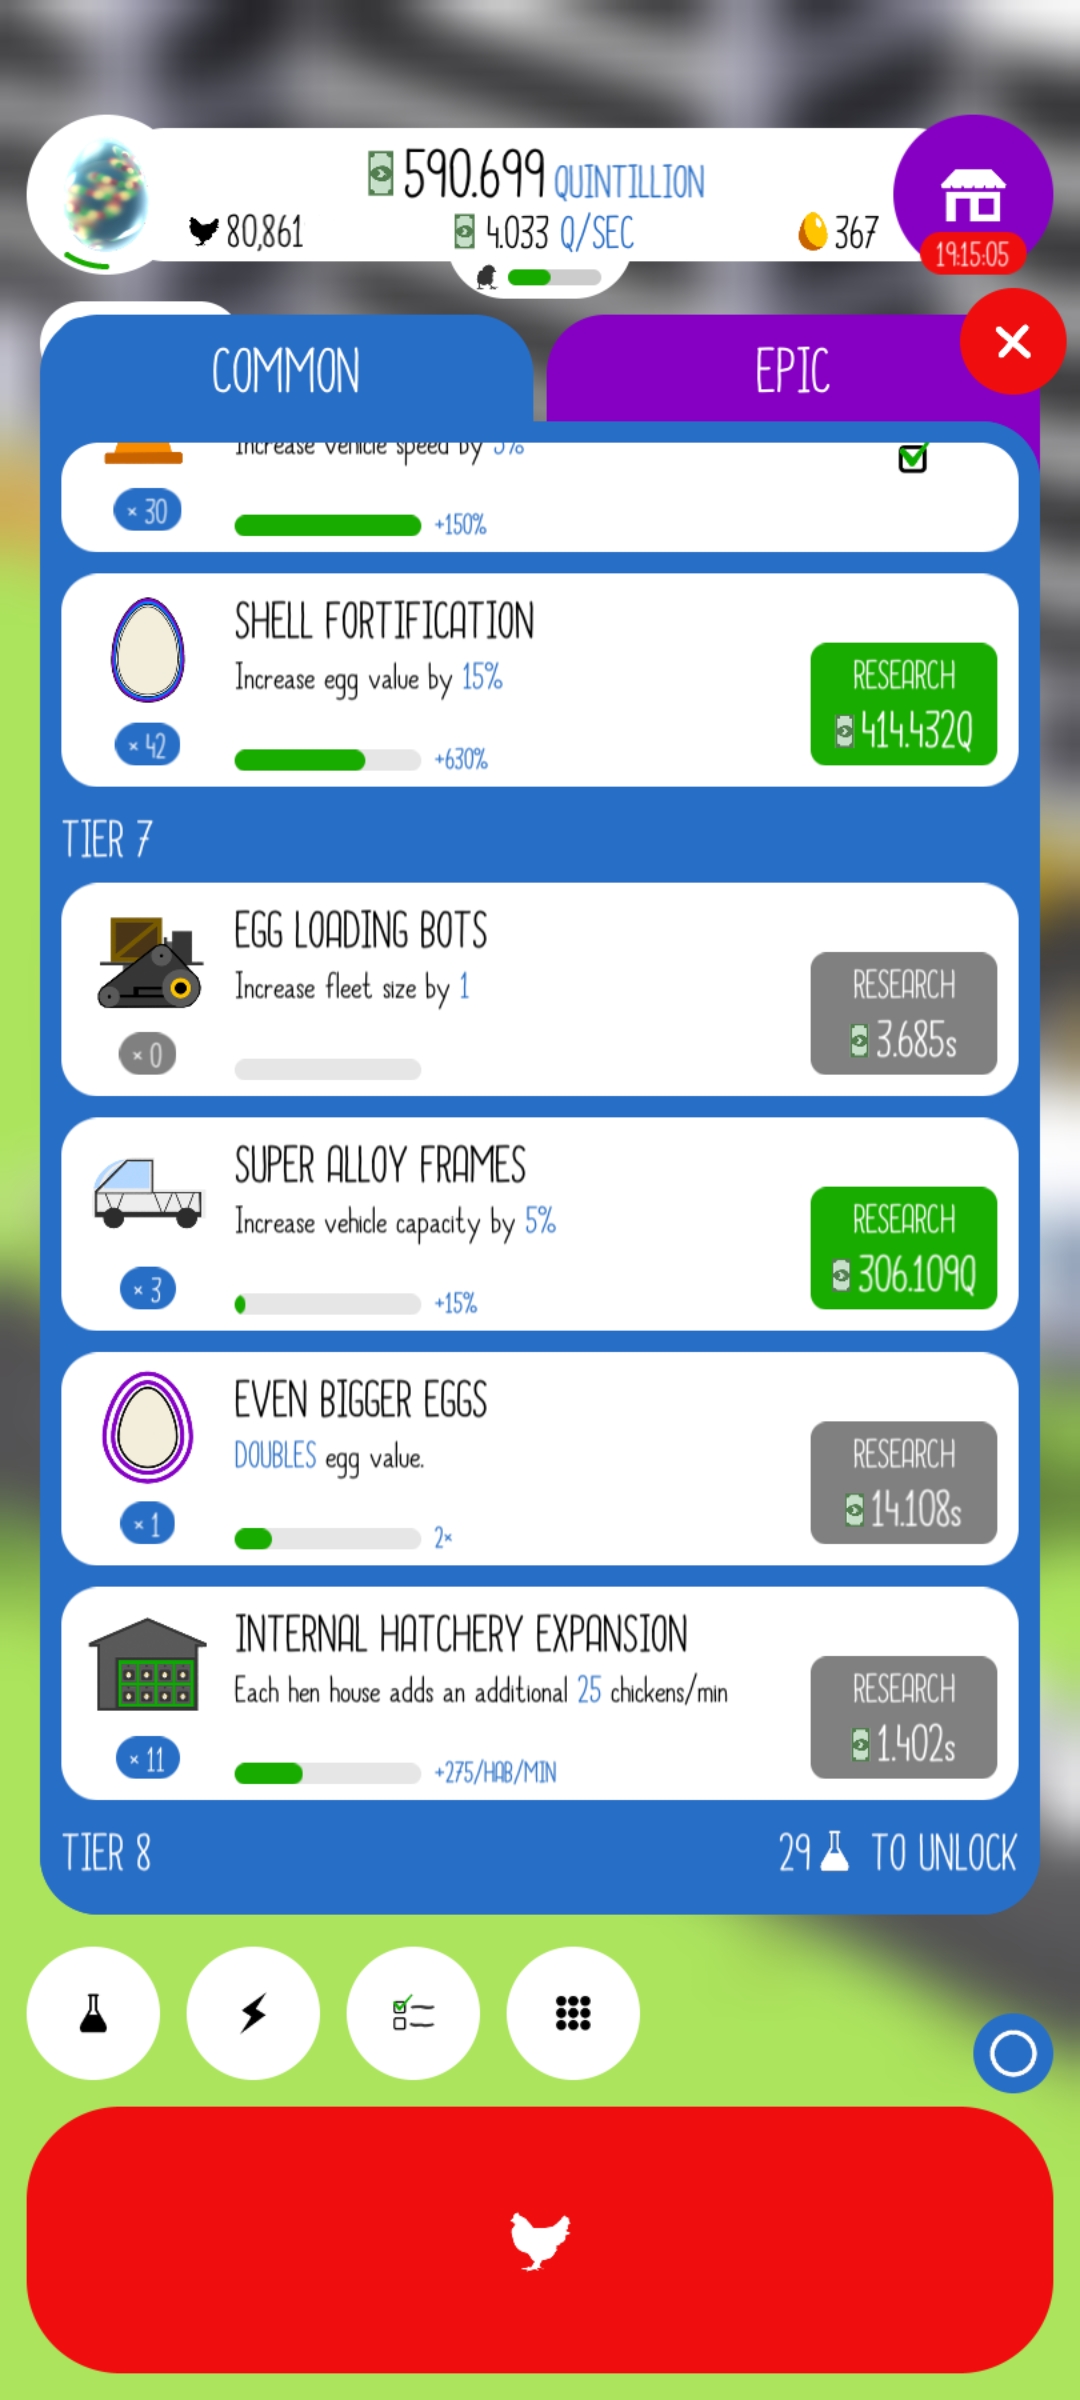 590.699 QUINTILLION
80,861
4.033 Q/SEC
367
19:15:05
COMMON
EPIC
Increase vehicle speed by 5%
× 30
+150%
SHELL FORTIFICATION
Increase egg value by 15%
RESEARCH
414.432Q
× 42
+630%
TIER 7
EGG LOADING BOTS
Increase fleet size by 1
RESEARCH
3.685s
× 0
SUPER ALLOY FRAMES
Increase vehicle capacity by 5%
RESEARCH
306.109Q
× 3
+15%
EVEN BIGGER EGGS
DOUBLES egg value.
RESEARCH
14.108s
× 1
2×
INTERNAL HATCHERY EXPANSION
Each hen house adds an additional 25 chickens/min
RESEARCH
1.402s
× 11
+275/HAB/MIN
TIER 8
29 TO UNLOCK